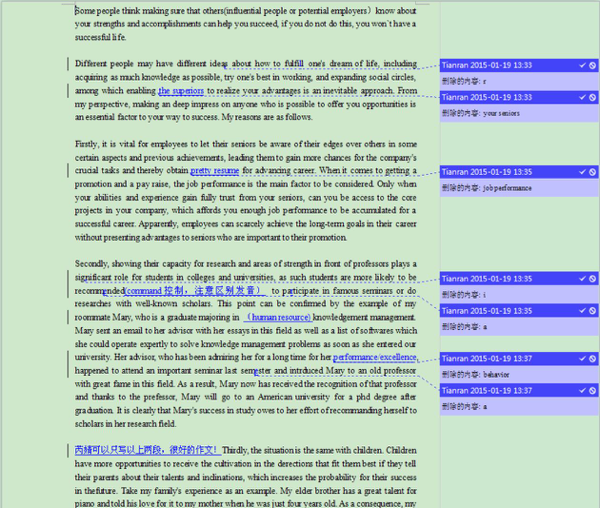 Some people think making sure that others(influential people or potential employers) know about
your strengths and accomplishments can help you succeed, if you do not do this, you won't have a
successful life.
Different people may have different ideas about how to fulfill one's dream of life, including
acquiring as much knowledge as possible, try one's best in working, and expanding social circles,
among which enabling the superiors to realize your advantages is an inevitable approach. From
my perspective, making an deep impress on anyone who is possible to offer you opportunities is
an essential factor to your way to success. My reasons are as follows.
Firstly, it is vital for employees to let their seniors be aware of their edges over others in some
certain aspects and previous achievements, leading them to gain more chances for the company's
crucial tasks and thereby obtain pretty resume for advancing career. When it comes to getting a
promotion and a pay raise, the job performance is the main factor to be considered. Only when
your abilities and experience gain fully trust from your seniors, can you be access to the core
projects in your company, which affords you enough job performance to be accumulated for a
successful career. Apparently, employees can scarcely achieve the long-term goals in their career
without presenting advantages to seniors who are important to their promotion.
Secondly, showing their capacity for research and areas of strength in front of professors plays a
significant role for students in colleges and universities, as such students are more likely to be
recommended(command 控制，注意区别发音） to participate in famous seminars or do
researches with well-known scholars. This point can be confirmed by the example of my
roommate Mary, who is a graduate majoring in （human resource) knowledgement management.
Mary sent an email to her advisor with her essays in this field as well as a list of softwares which
she could operate expertly to solve knowledge management problems as soon as she entered our
university. Her advisor, who has been admiring her for a long time for her performance/excellence,
happened to attend an important seminar last semester and intrduced Mary to an old professor
with great fame in this field. As a result, Mary now has received the recognition of that professor
and thanks to the prefessor, Mary will go to an American university for a phd degree after
graduation. It is clearly that Mary's success in study owes to her effort of recommanding herself to
scholars in her research field.
可以只写以上两段，很好的作文！Thirdly, the situation is the same with children. Children
have more opportunities to receive the cultivation in the derections that fit them best if they tell
their parents about their talents and inclinations, which increases the probability for their success
in thefuture. Take my family's experience as an example. My elder brother has a great talent for
piano and told his love for it to my mother when he was just four years old. As a consequence, my
Tianran 2015-01-19 13:33
删除的内容: r
Tianran 2015-01-19 13:33
删除的内容: your seniors
Tianran 2015-01-19 13:35
删除的内容: job performance
Tianran 2015-01-19 13:35
删除的内容: i
Tianran 2015-01-19 13:35
删除的内容: a
Tianran 2015-01-19 13:37
删除的内容: behavior
Tianran 2015-01-19 13:37
删除的内容: a